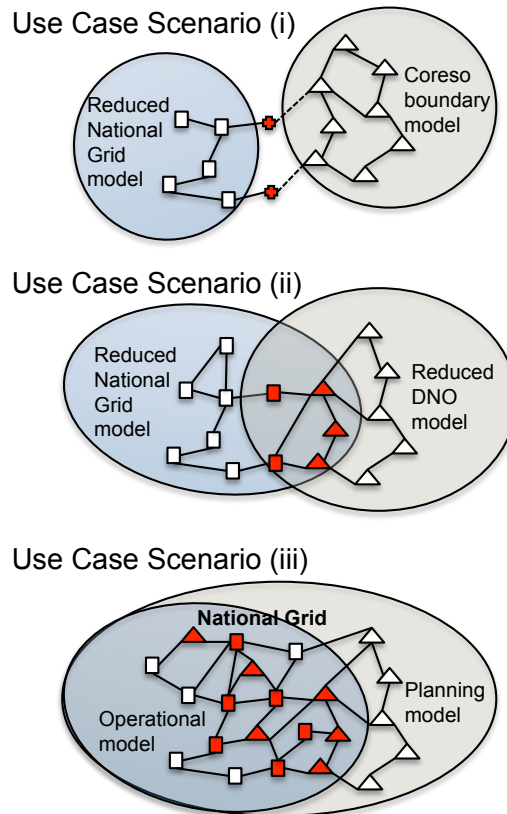 Use Case Scenario (i)
Reduced
National
Grid
model
Coreso
boundary
model
Use Case Scenario (ii)
Reduced
National
Grid
model
Reduced
DNO
model
Use Case Scenario (iii)
National Grid
Operational
model
Planning
model